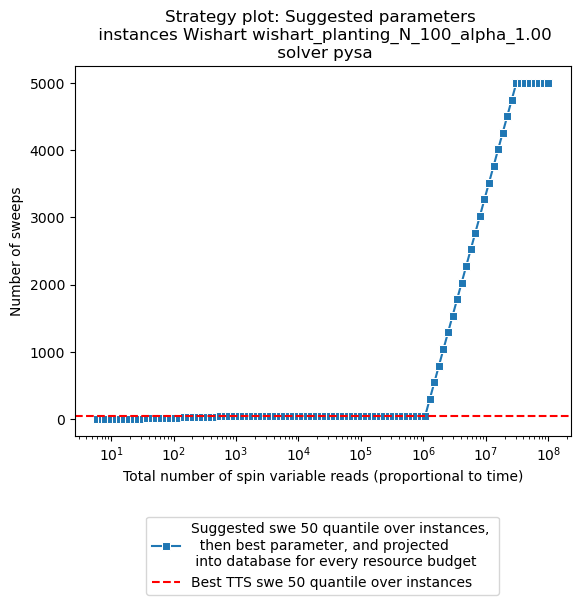 Strategy plot: Suggested parameters
instances Wishart wishart_planting_N_100_alpha_1.00
solver pysa
5000
4000
3000
2000
1000
0
Number of sweeps
10^1
10^2
10^3
10^4
10^5
10^6
10^7
10^8
Total number of spin variable reads (proportional to time)
Suggested swe 50 quantile over instances,
then best parameter, and projected
into database for every resource budget
Best TTS swe 50 quantile over instances